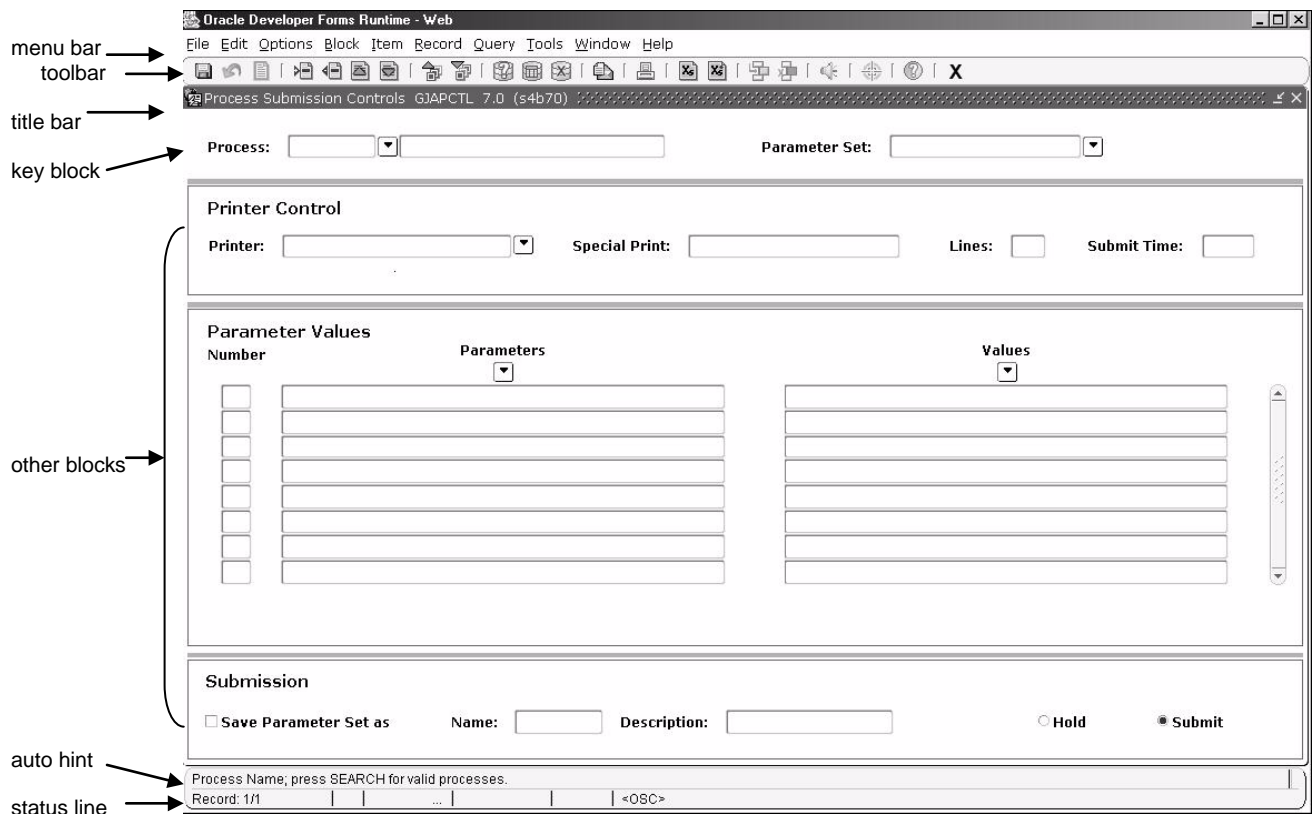 Oracle Developer Forms Runtime - Web
menu bar
File Edit Options Block Item Record Query Tools Window Help
toolbar
X
title bar
Process Submission Controls GJAPCTL 7.0 (s4b70)
key block
Process: Parameter Set:
Printer Control
Printer: Special Print: Lines: Submit Time:
Parameter Values
Number Parameters Values
other blocks
Submission
Save Parameter Set as Name: Description: Hold Submit
auto hint
Process Name; press SEARCH for valid processes.
status line
Record: 1/1 ... <OSC>